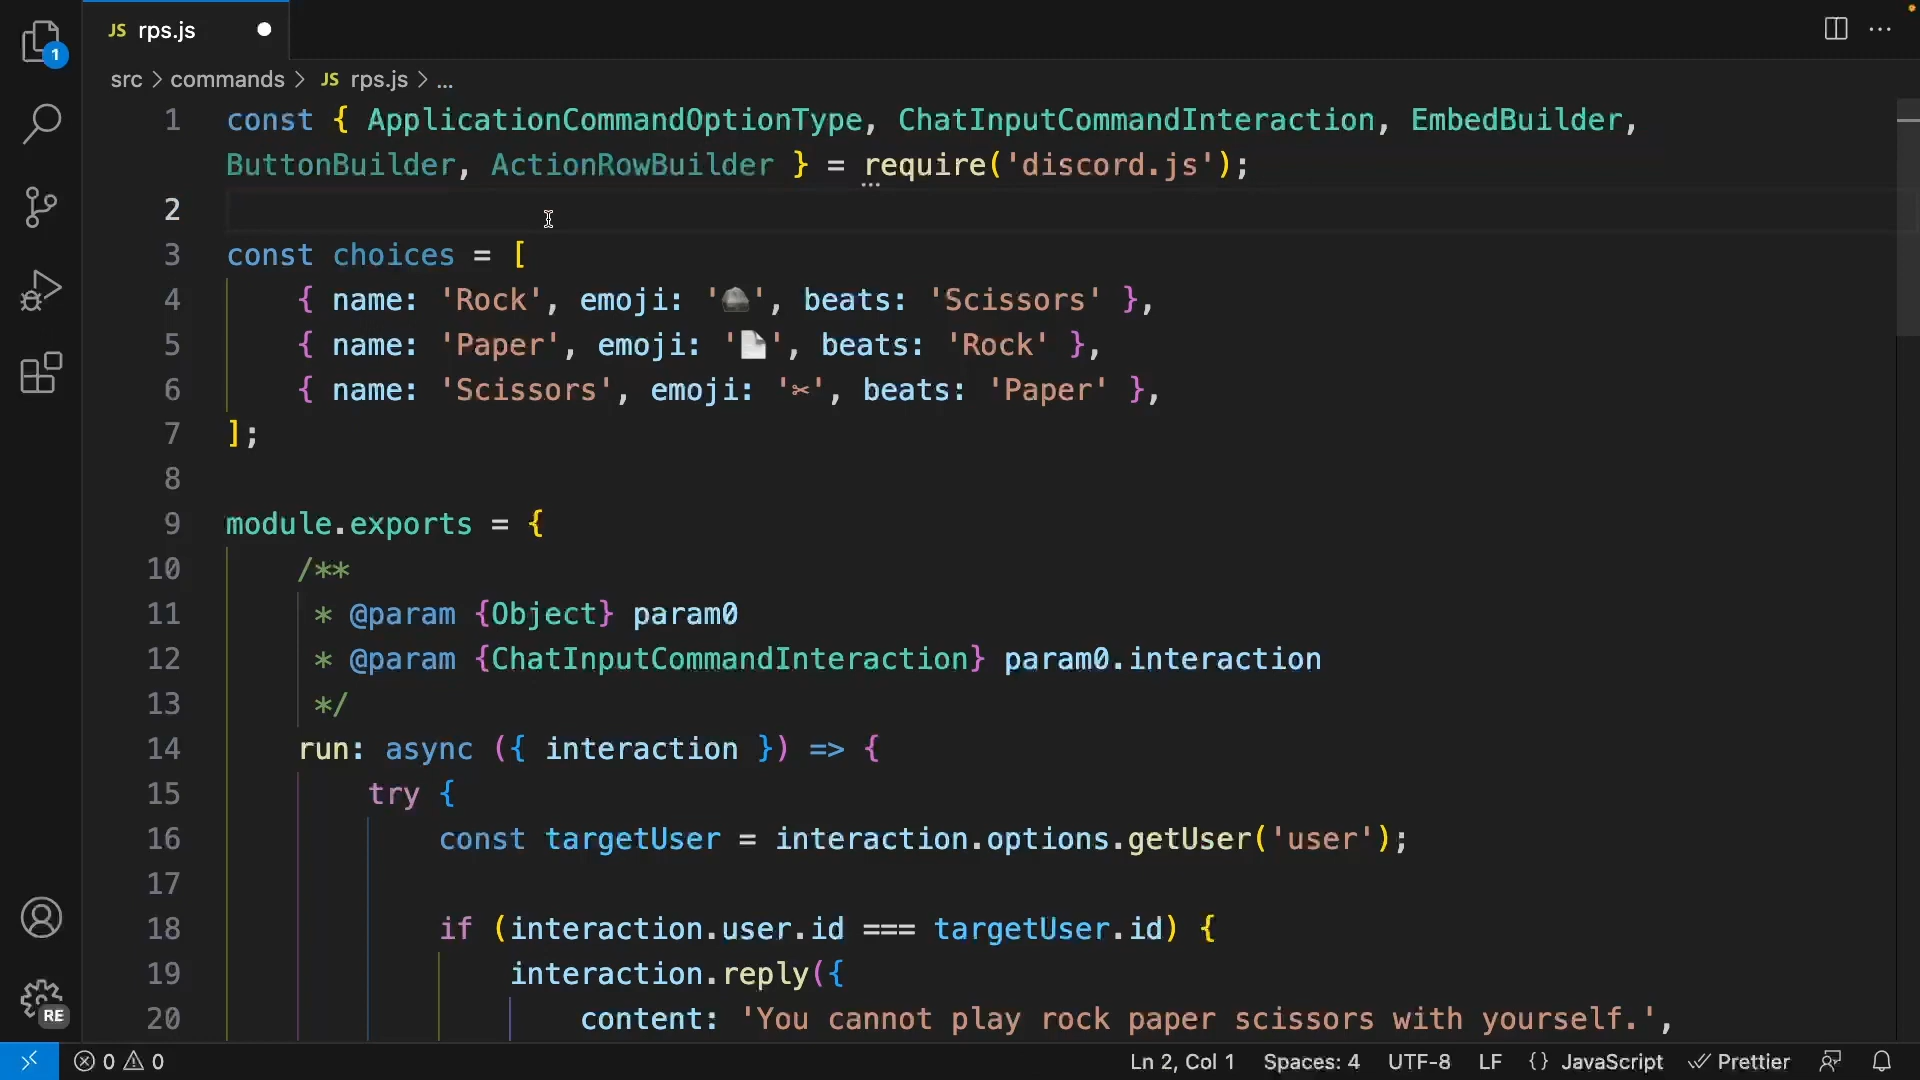 JS rps.js
1
src > commands > JS rps.js > ...
1 const { ApplicationCommandOptionType, ChatInputCommandInteraction, EmbedBuilder,
ButtonBuilder, ActionRowBuilder } = require('discord.js');
2
3 const choices = [
4 { name: 'Rock', emoji: '🪨', beats: 'Scissors' },
5 { name: 'Paper', emoji: '📄', beats: 'Rock' },
6 { name: 'Scissors', emoji: '✂', beats: 'Paper' },
7 ];
8
9 module.exports = {
10 /**
11 * @param {Object} param0
12 * @param {ChatInputCommandInteraction} param0.interaction
13 */
14 run: async ({ interaction }) => {
15 try {
16 const targetUser = interaction.options.getUser('user');
17
18 if (interaction.user.id === targetUser.id) {
19 interaction.reply({
20 content: 'You cannot play rock paper scissors with yourself.',
RE
0 0 Ln 2, Col 1 Spaces: 4 UTF-8 LF {} JavaScript Prettier